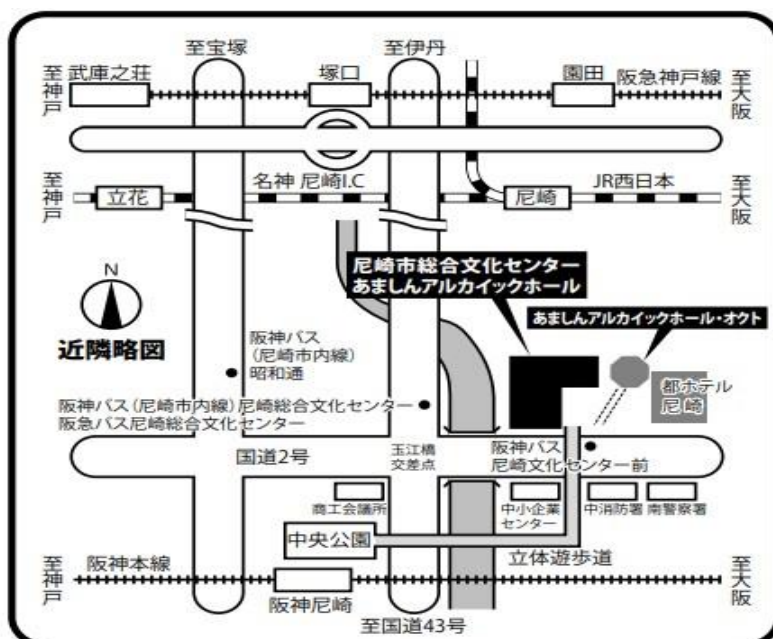 至宝塚
至伊丹
至神戸
武庫之荘
塚口
園田
阪急神戸線
至大阪
至神戸
立花
名神 尼崎I.C
尼崎
JR西日本
至大阪
尼崎市総合文化センター
あましんアルカイックホール
あましんアルカイックホール・オクト
N
近隣略図
阪神バス
(尼崎市内線)
昭和通
都ホテル
尼崎
阪神バス(尼崎市内線)尼崎総合文化センター
阪急バス尼崎総合文化センター
国道2号
玉江橋
交差点
阪神バス
尼崎文化センター前
商工会議所
中小企業
センター
中消防署
南警察署
中央公園
立体遊歩道
至神戸
阪神本線
阪神尼崎
至大阪
至国道43号